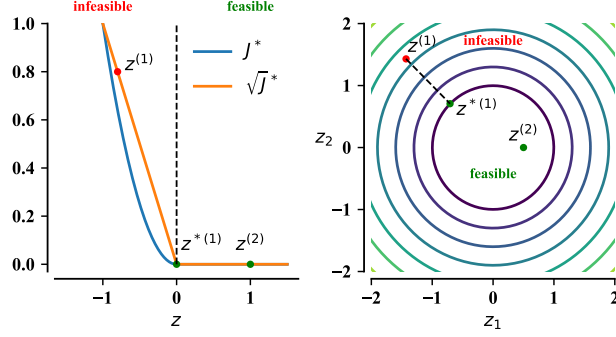 infeasible feasible
1.0
0.8
0.6
0.4
0.2
0.0
−1 0 1
z
J*
√J*
z(1)
z*(1)
z(2)
2
1
0
−1
−2
z2
−2 −1 0 1 2
z1
z(1)
infeasible
z*(1)
z(2)
feasible